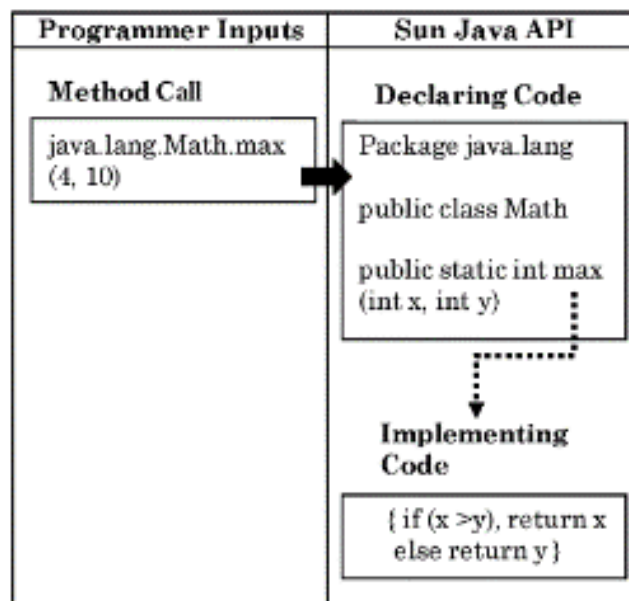 Programmer Inputs
Sun Java API
Method Call
java.lang.Math.max
(4, 10)
Declaring Code
Package java.lang
public class Math
public static int max
(int x, int y)
Implementing
Code
{ if (x >y), return x
else return y }